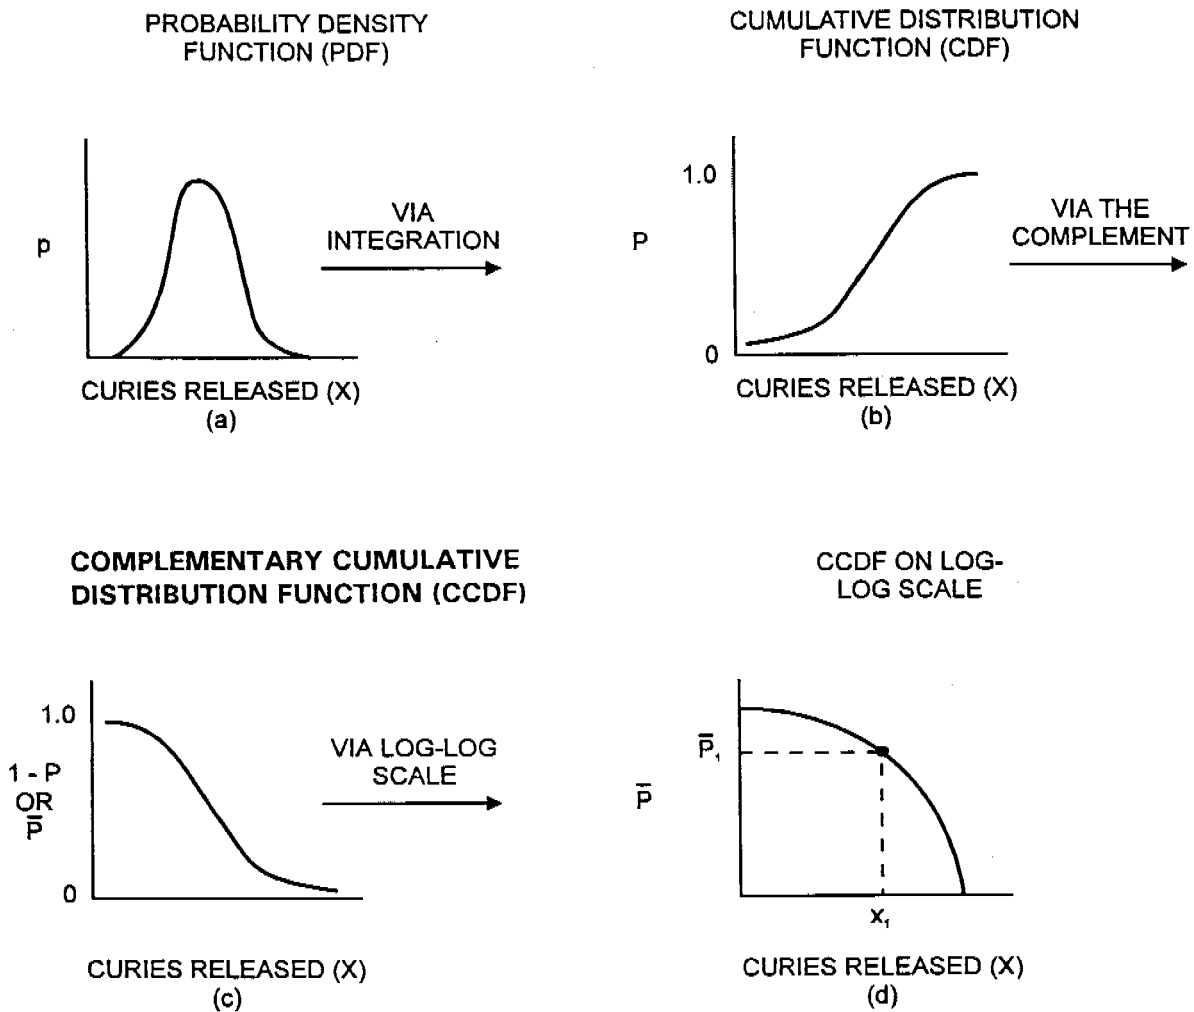 PROBABILITY DENSITY
FUNCTION (PDF)
p
VIA
INTEGRATION
CURIES RELEASED (X)
(a)
CUMULATIVE DISTRIBUTION
FUNCTION (CDF)
1.0
P
0
VIA THE
COMPLEMENT
CURIES RELEASED (X)
(b)
COMPLEMENTARY CUMULATIVE
DISTRIBUTION FUNCTION (CCDF)
1.0
1 - P
OR
P̅
0
VIA LOG-LOG
SCALE
CURIES RELEASED (X)
(c)
CCDF ON LOG-
LOG SCALE
P̅₁
P̅
x₁
CURIES RELEASED (X)
(d)